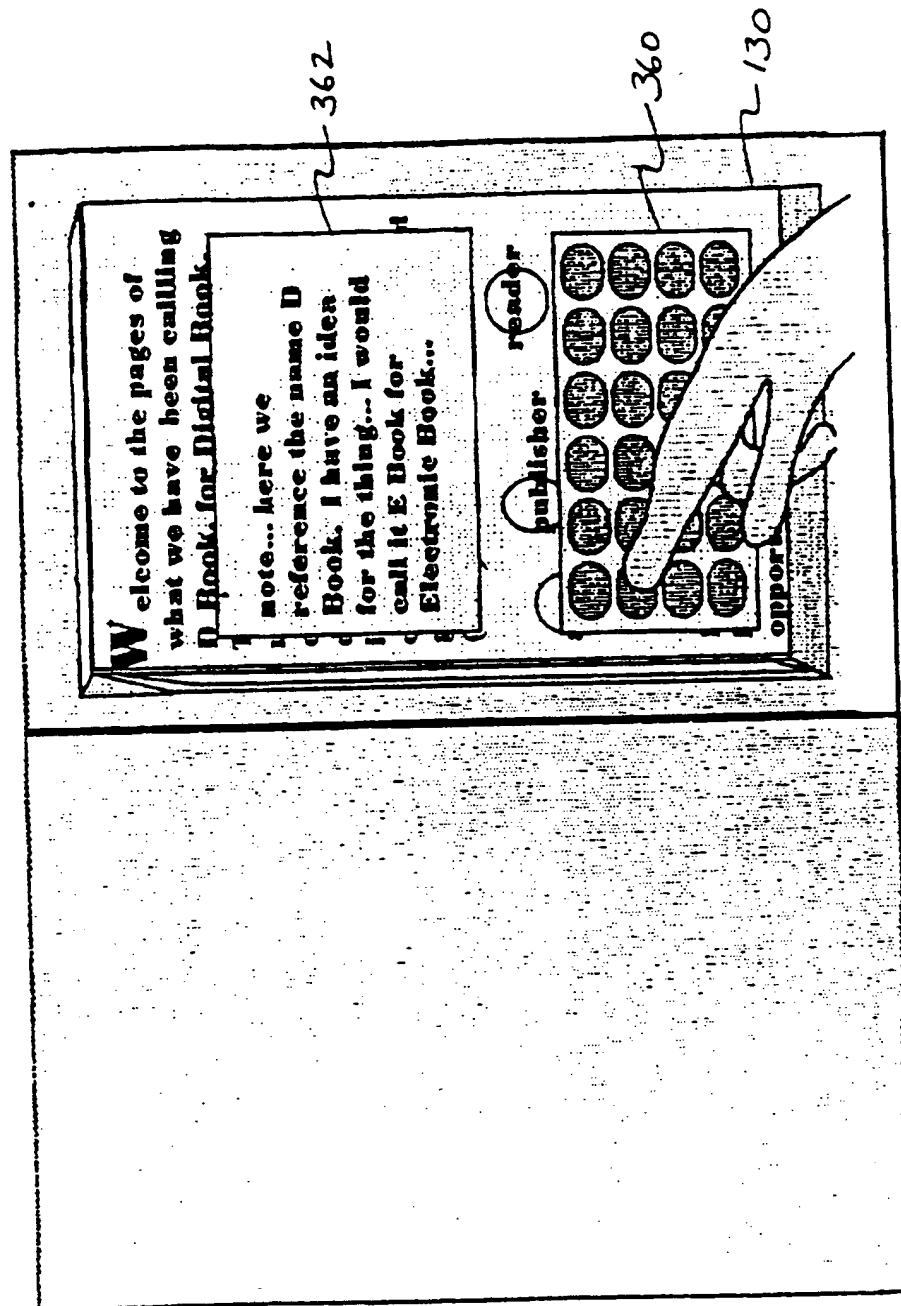 Welcome to the pages of
what we have been callling
D Book, for Digital Book.
note... here we
reference the name D
Book. I have an idea
for the thing... I would
call it E Book for
Electronic Book...
publisher
reader
oppor
362
360
130